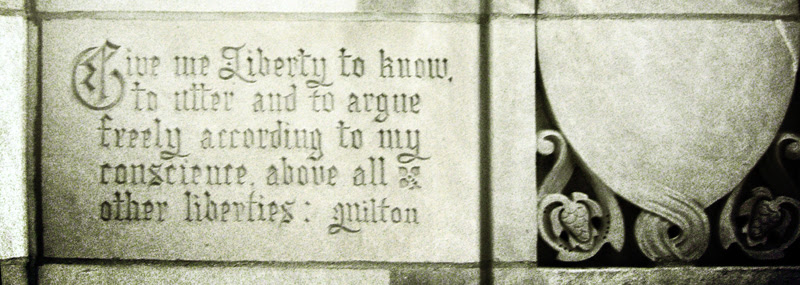 Give me Liberty to know,
to utter and to argue
freely according to my
conscience, above all
other liberties: Milton